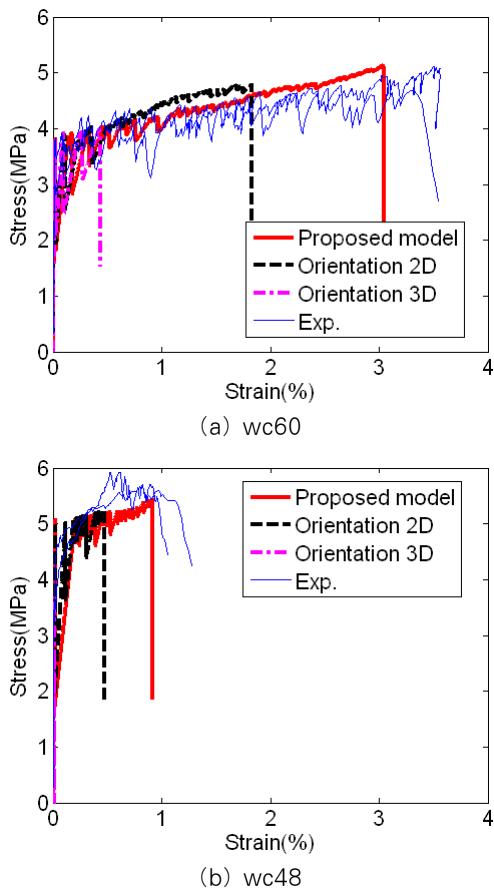 6
5
4
3
2
1
0
Stress(MPa)
Proposed model
Orientation 2D
Orientation 3D
Exp.
0 1 2 3 4
Strain(%)
(a) wc60
6
5
4
3
2
1
0
Stress(MPa)
Proposed model
Orientation 2D
Orientation 3D
Exp.
0 1 2 3 4
Strain(%)
(b) wc48